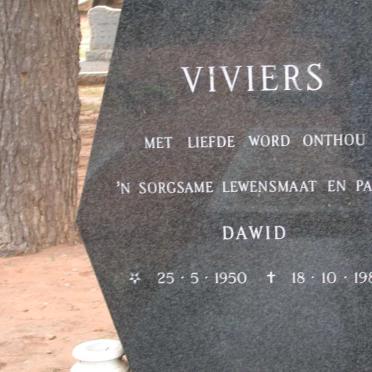 VIVIERS
MET LIEFDE WORD ONTHOU
'N SORGSAME LEWENSMAAT EN PA
DAWID
☆ 25 · 5 · 1950 ✝ 18 · 10 · 198